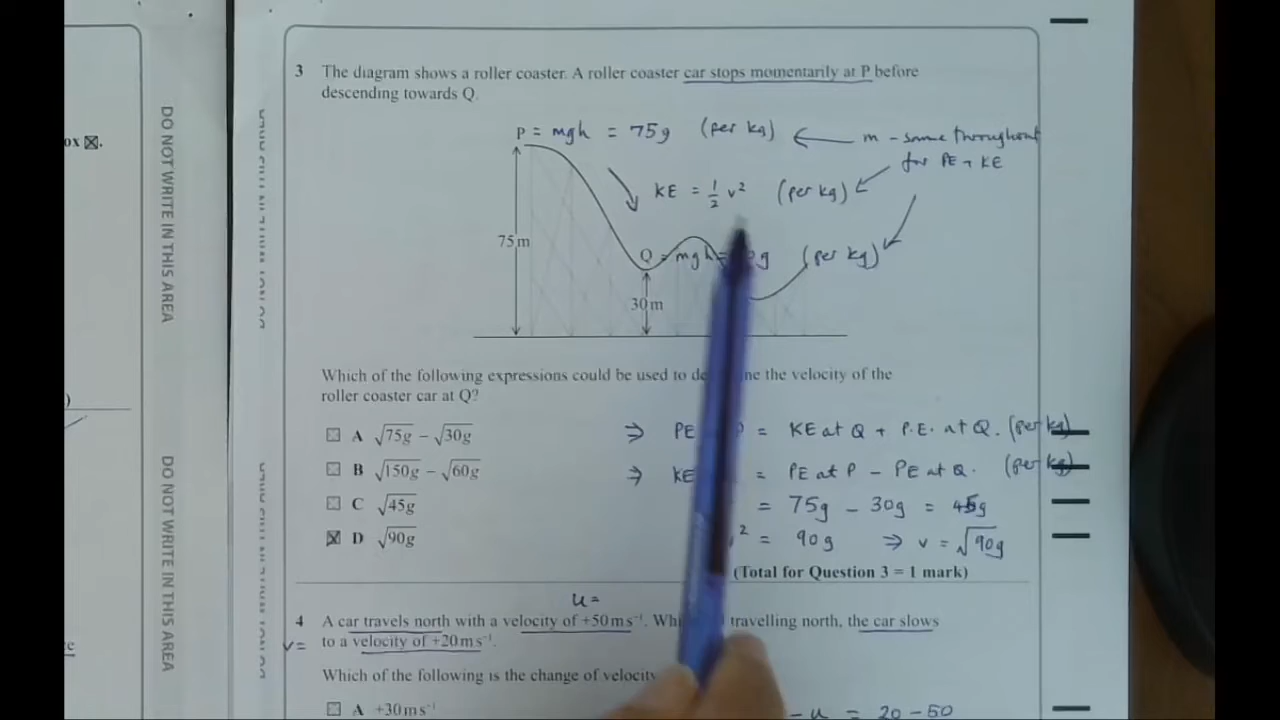 3 The diagram shows a roller coaster. A roller coaster car stops momentarily at P before
descending towards Q.
P = mgh = 75g (per kg) ← m - same throughout
for PE + KE
KE = 1/2 v² (per kg)
75 m
Q = mgh = g (per kg)
30 m
Which of the following expressions could be used to the velocity of the
roller coaster car at Q?
A √75g − √30g
⇒ PE = KE at Q + P.E. at Q. (per kg)
B √150g − √60g
⇒ KE = PE at P − PE at Q. (per kg)
C √45g
= 75g − 30g = 45g
D √90g
² = 90g ⇒ v = √90g
(Total for Question 3 = 1 mark)
u =
4 A car travels north with a velocity of +50 m s⁻¹. travelling north, the car slows
v = to a velocity of +20 m s⁻¹.
Which of the following is the change of velocity
A +30 m s⁻¹
− u = 20 − 50
DO NOT WRITE IN THIS AREA
DO NOT WRITE IN THIS AREA
ox ☒.